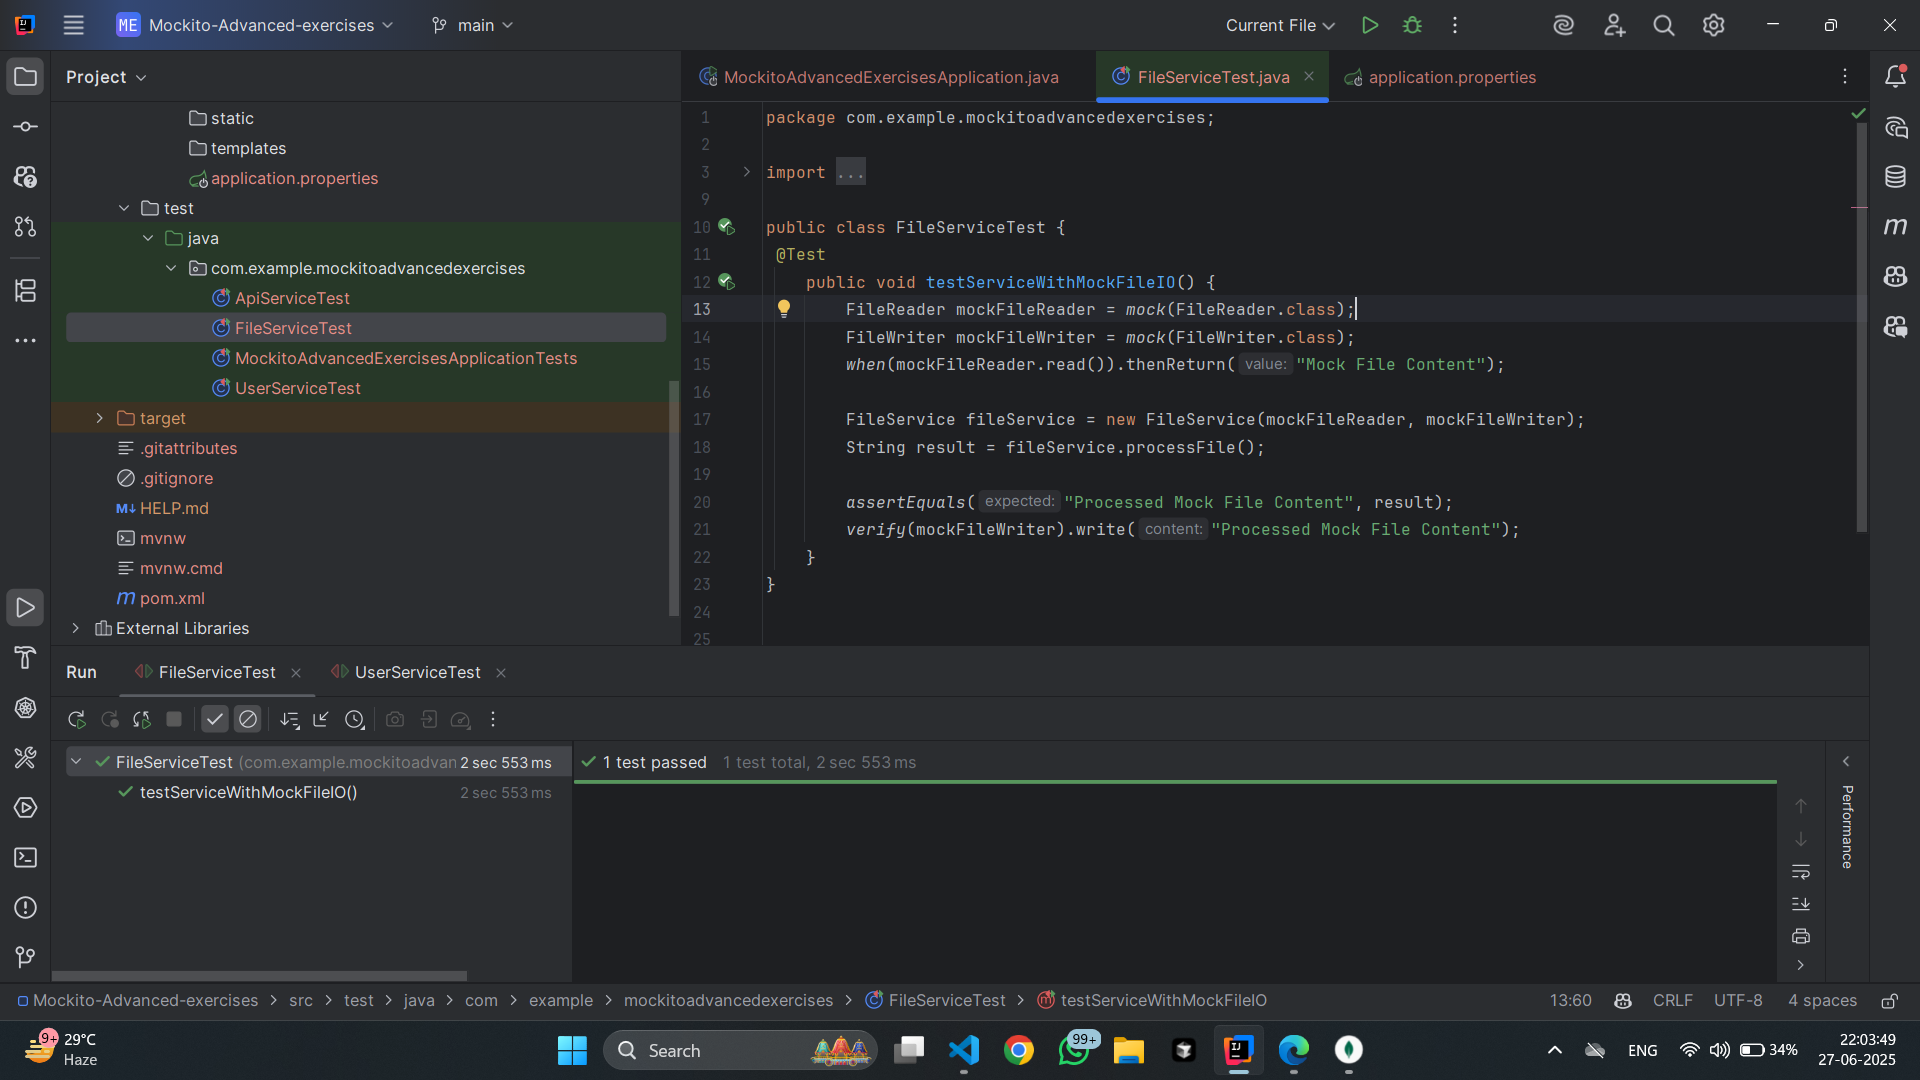 ME Mockito-Advanced-exercises main Current File
Project
static
templates
application.properties
test
java
com.example.mockitoadvancedexercises
ApiServiceTest
FileServiceTest
MockitoAdvancedExercisesApplicationTests
UserServiceTest
target
.gitattributes
.gitignore
M↓ HELP.md
mvnw
mvnw.cmd
m pom.xml
External Libraries
MockitoAdvancedExercisesApplication.java FileServiceTest.java application.properties
1 package com.example.mockitoadvancedexercises;
2
3 import ...
9
10 public class FileServiceTest {
11 @Test
12 public void testServiceWithMockFileIO() {
13 FileReader mockFileReader = mock(FileReader.class);
14 FileWriter mockFileWriter = mock(FileWriter.class);
15 when(mockFileReader.read()).thenReturn( value: "Mock File Content");
16
17 FileService fileService = new FileService(mockFileReader, mockFileWriter);
18 String result = fileService.processFile();
19
20 assertEquals( expected: "Processed Mock File Content", result);
21 verify(mockFileWriter).write( content: "Processed Mock File Content");
22 }
23 }
24
25
m
Run FileServiceTest UserServiceTest
FileServiceTest (com.example.mockitoadvan 2 sec 553 ms
testServiceWithMockFileIO() 2 sec 553 ms
1 test passed 1 test total, 2 sec 553 ms
Performance
Mockito-Advanced-exercises > src > test > java > com > example > mockitoadvancedexercises > FileServiceTest > testServiceWithMockFileIO 13:60 CRLF UTF-8 4 spaces
9+ 29°C
Haze
Search
99+
ENG
34%
22:03:49
27-06-2025